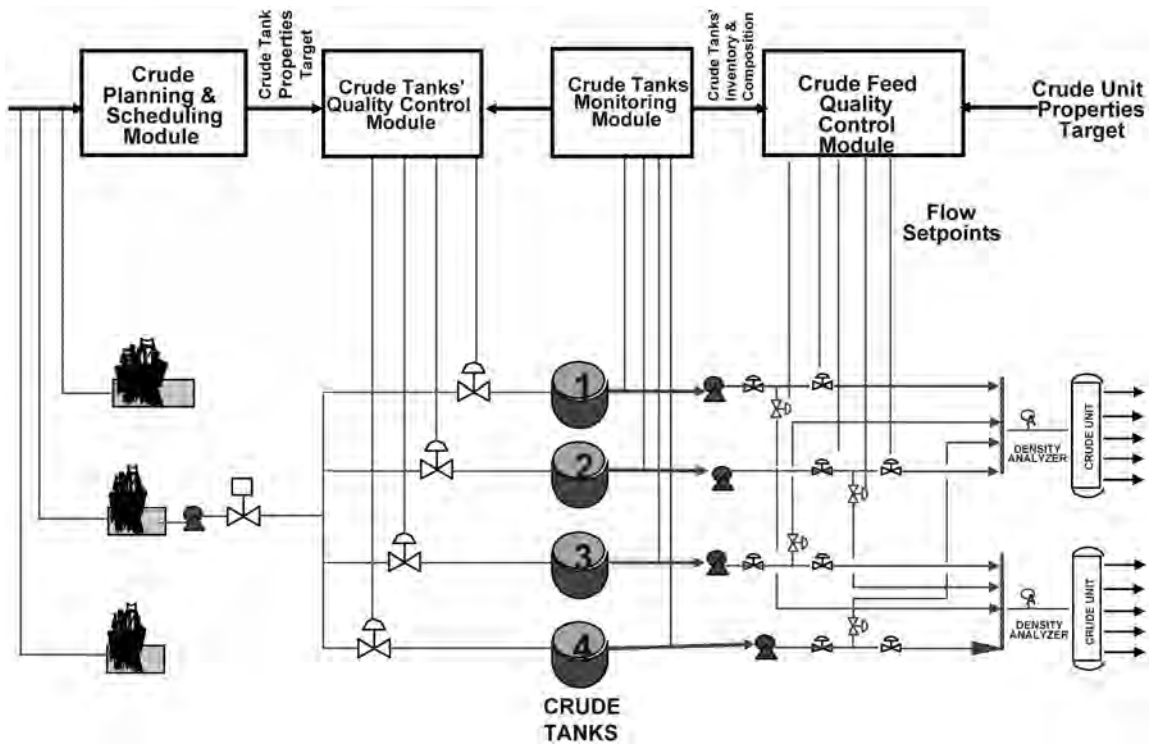 Crude
Planning &
Scheduling
Module
Crude Tank
Properties
Target
Crude Tanks'
Quality Control
Module
Crude Tanks
Monitoring
Module
Crude Tanks'
Inventory &
Composition
Crude Feed
Quality
Control
Module
Crude Unit
Properties
Target
Flow
Setpoints
1
2
3
4
CRUDE
TANKS
A
DENSITY
ANALYZER
CRUDE UNIT
A
DENSITY
ANALYZER
CRUDE UNIT